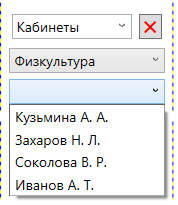 Кабинеты
Физкультура
Кузьмина А. А.
Захаров Н. Л.
Соколова В. Р.
Иванов А. Т.